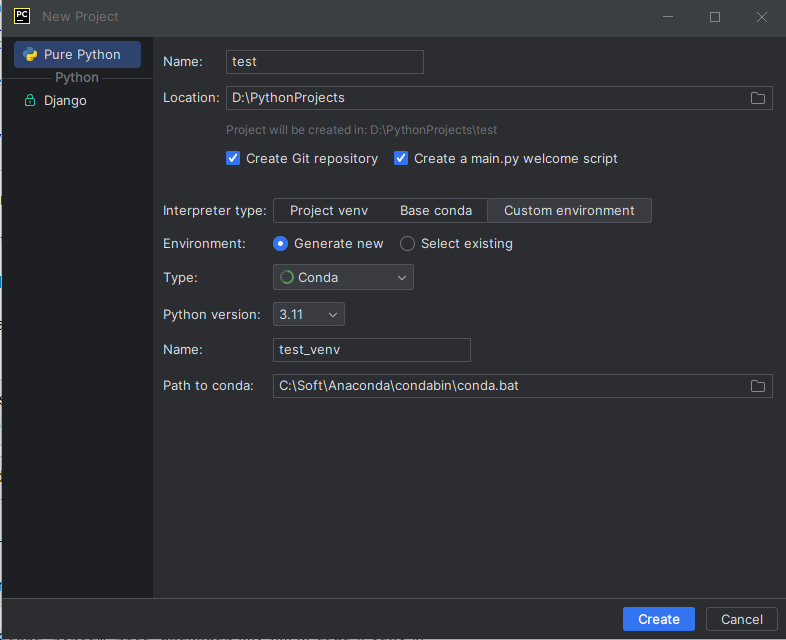 PC New Project
Pure Python
Python
Django
Name: test
Location: D:\PythonProjects
Project will be created in: D:\PythonProjects\test
Create Git repository Create a main.py welcome script
Interpreter type: Project venv Base conda Custom environment
Environment: Generate new Select existing
Type: Conda
Python version: 3.11
Name: test_venv
Path to conda: C:\Soft\Anaconda\condabin\conda.bat
Create Cancel